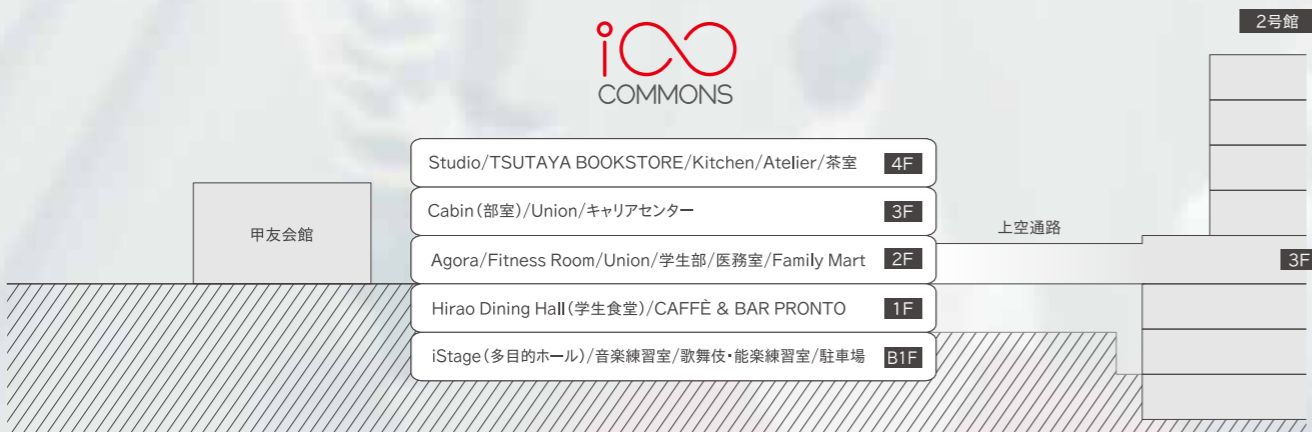 2号館
i∞
COMMONS
Studio/TSUTAYA BOOKSTORE/Kitchen/Atelier/茶室 4F
Cabin(部室)/Union/キャリアセンター 3F
甲友会館
上空通路
Agora/Fitness Room/Union/学生部/医務室/Family Mart 2F
3F
Hirao Dining Hall(学生食堂)/CAFFÈ & BAR PRONTO 1F
iStage(多目的ホール)/音楽練習室/歌舞伎・能楽練習室/駐車場 B1F